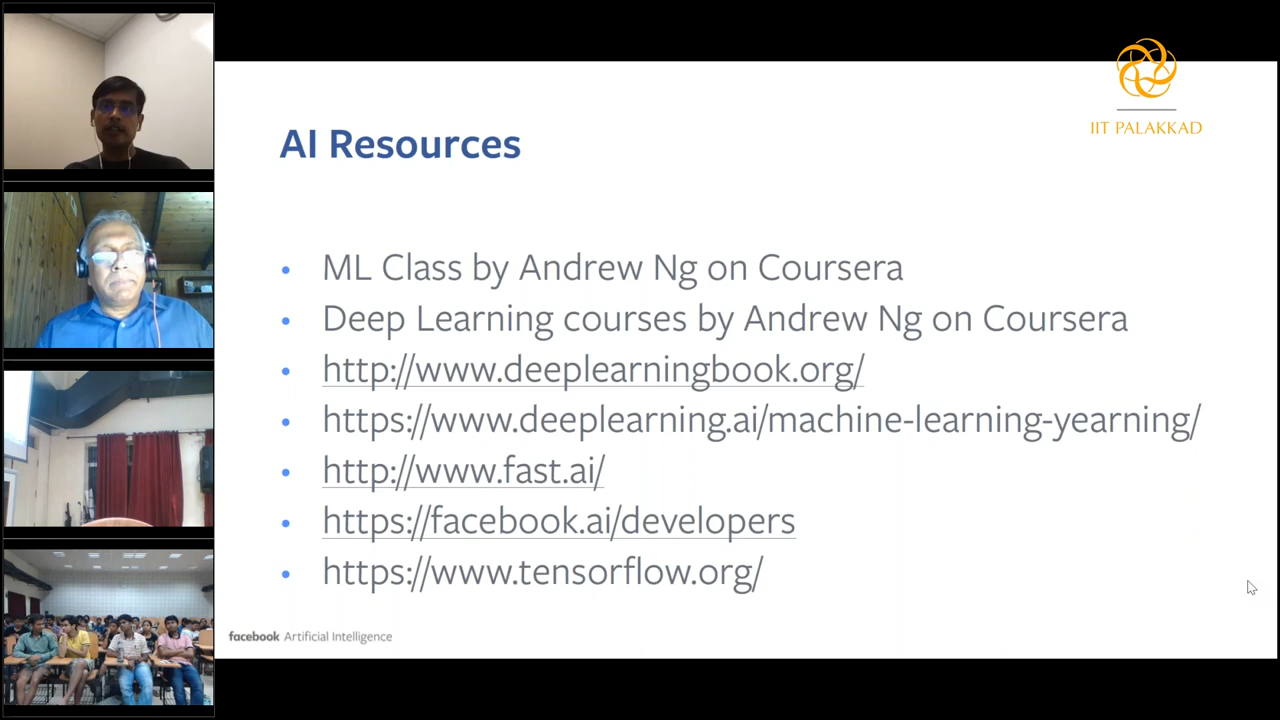 IIT PALAKKAD
AI Resources
• ML Class by Andrew Ng on Coursera
• Deep Learning courses by Andrew Ng on Coursera
• http://www.deeplearningbook.org/
• https://www.deeplearning.ai/machine-learning-yearning/
• http://www.fast.ai/
• https://facebook.ai/developers
• https://www.tensorflow.org/
facebook Artificial Intelligence